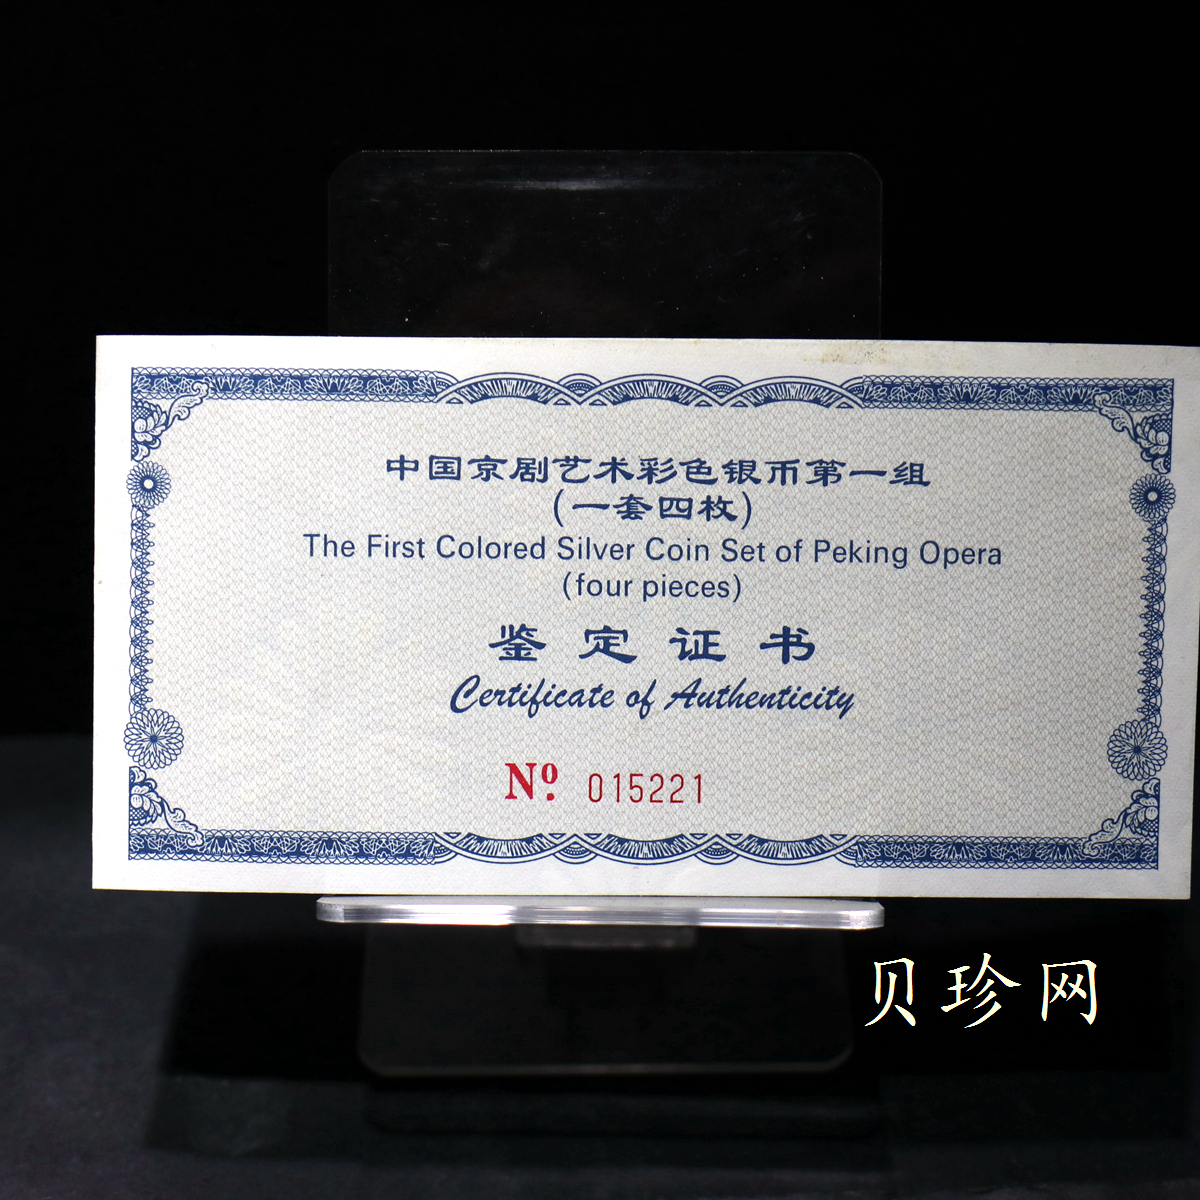 中国京剧艺术彩色银币第一组
(一套四枚)
The First Colored Silver Coin Set of Peking Opera
(four pieces)
鉴定证书
Certificate of Authenticity
Nº. 015221
贝珍网